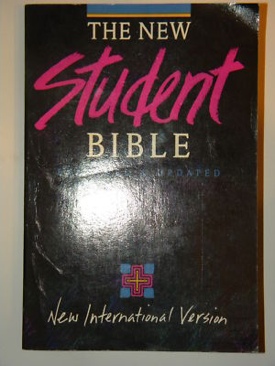 THE NEW
Student
BIBLE
UPDATED
New International Version